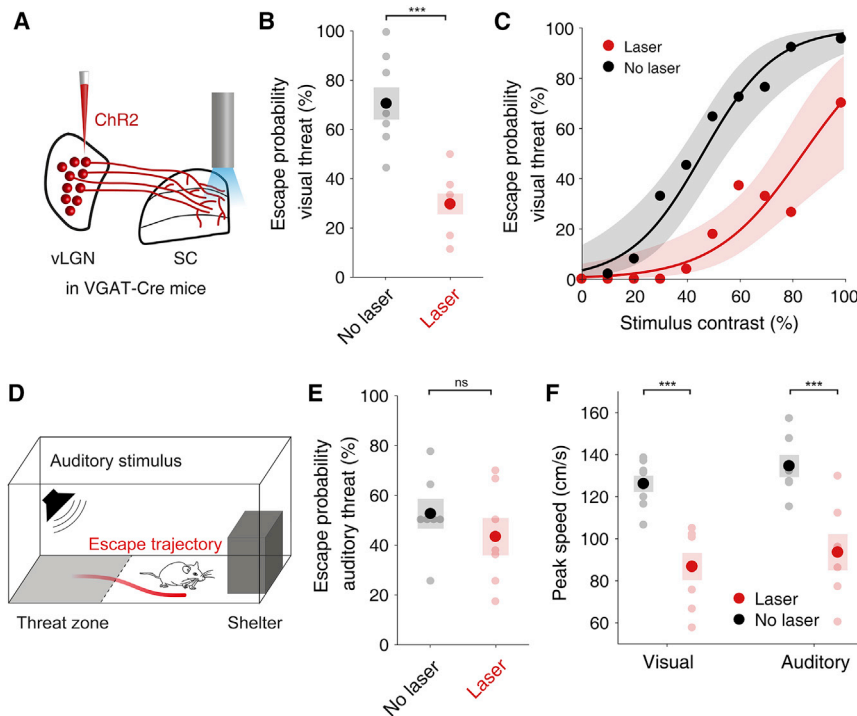 A
ChR2
vLGN
SC
in VGAT-Cre mice
B
***
Escape probability
visual threat (%)
100
80
60
40
20
0
No laser
Laser
C
Laser
No laser
Escape probability
visual threat (%)
100
80
60
40
20
0
0 20 40 60 80 100
Stimulus contrast (%)
D
Auditory stimulus
Escape trajectory
Threat zone
Shelter
E
ns
Escape probability
auditory threat (%)
100
80
60
40
20
0
No laser
Laser
F
*** ***
Peak speed (cm/s)
160
140
120
100
80
60
Laser
No laser
Visual Auditory